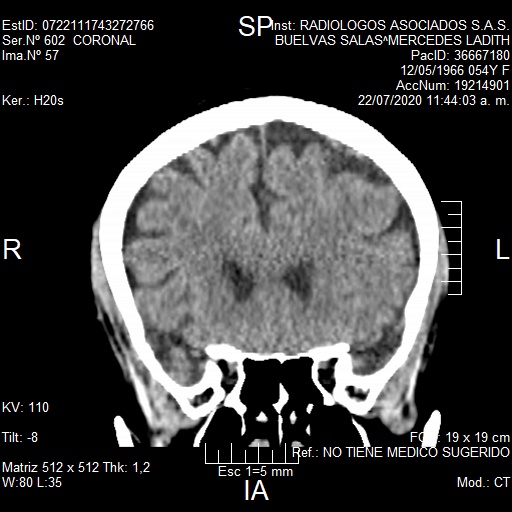 EstID: 0722111743272766
Ser.Nº 602 CORONAL
Ima.Nº 57
Ker.: H20s
SP
Inst: RADIOLOGOS ASOCIADOS S.A.S.
BUELVAS SALAS^MERCEDES LADITH
PacID: 36667180
12/05/1966 054Y F
AccNum: 19214901
22/07/2020 11:44:03 a. m.
R
L
KV: 110
Tilt: -8
Matriz 512 x 512 Thk: 1,2
W:80 L:35
Esc 1=5 mm
IA
19 x 19 cm
Ref.: NO TIENE MEDICO SUGERIDO
Mod.: CT